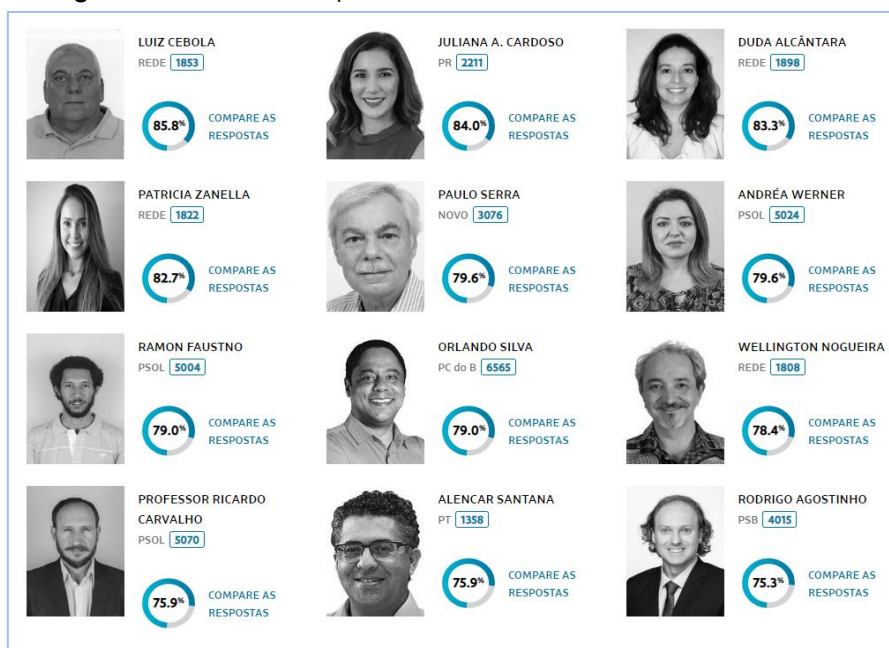 LUIZ CEBOLA
REDE 1853
85.8%
COMPARE AS
RESPOSTAS
JULIANA A. CARDOSO
PR 2211
84.0%
COMPARE AS
RESPOSTAS
DUDA ALCÂNTARA
REDE 1898
83.3%
COMPARE AS
RESPOSTAS
PATRICIA ZANELLA
REDE 1822
82.7%
COMPARE AS
RESPOSTAS
PAULO SERRA
NOVO 3076
79.6%
COMPARE AS
RESPOSTAS
ANDRÉA WERNER
PSOL 5024
79.6%
COMPARE AS
RESPOSTAS
RAMON FAUSTNO
PSOL 5004
79.0%
COMPARE AS
RESPOSTAS
ORLANDO SILVA
PC do B 6565
79.0%
COMPARE AS
RESPOSTAS
WELLINGTON NOGUEIRA
REDE 1808
78.4%
COMPARE AS
RESPOSTAS
PROFESSOR RICARDO
CARVALHO
PSOL 5070
75.9%
COMPARE AS
RESPOSTAS
ALENCAR SANTANA
PT 1358
75.9%
COMPARE AS
RESPOSTAS
RODRIGO AGOSTINHO
PSB 4015
75.3%
COMPARE AS
RESPOSTAS